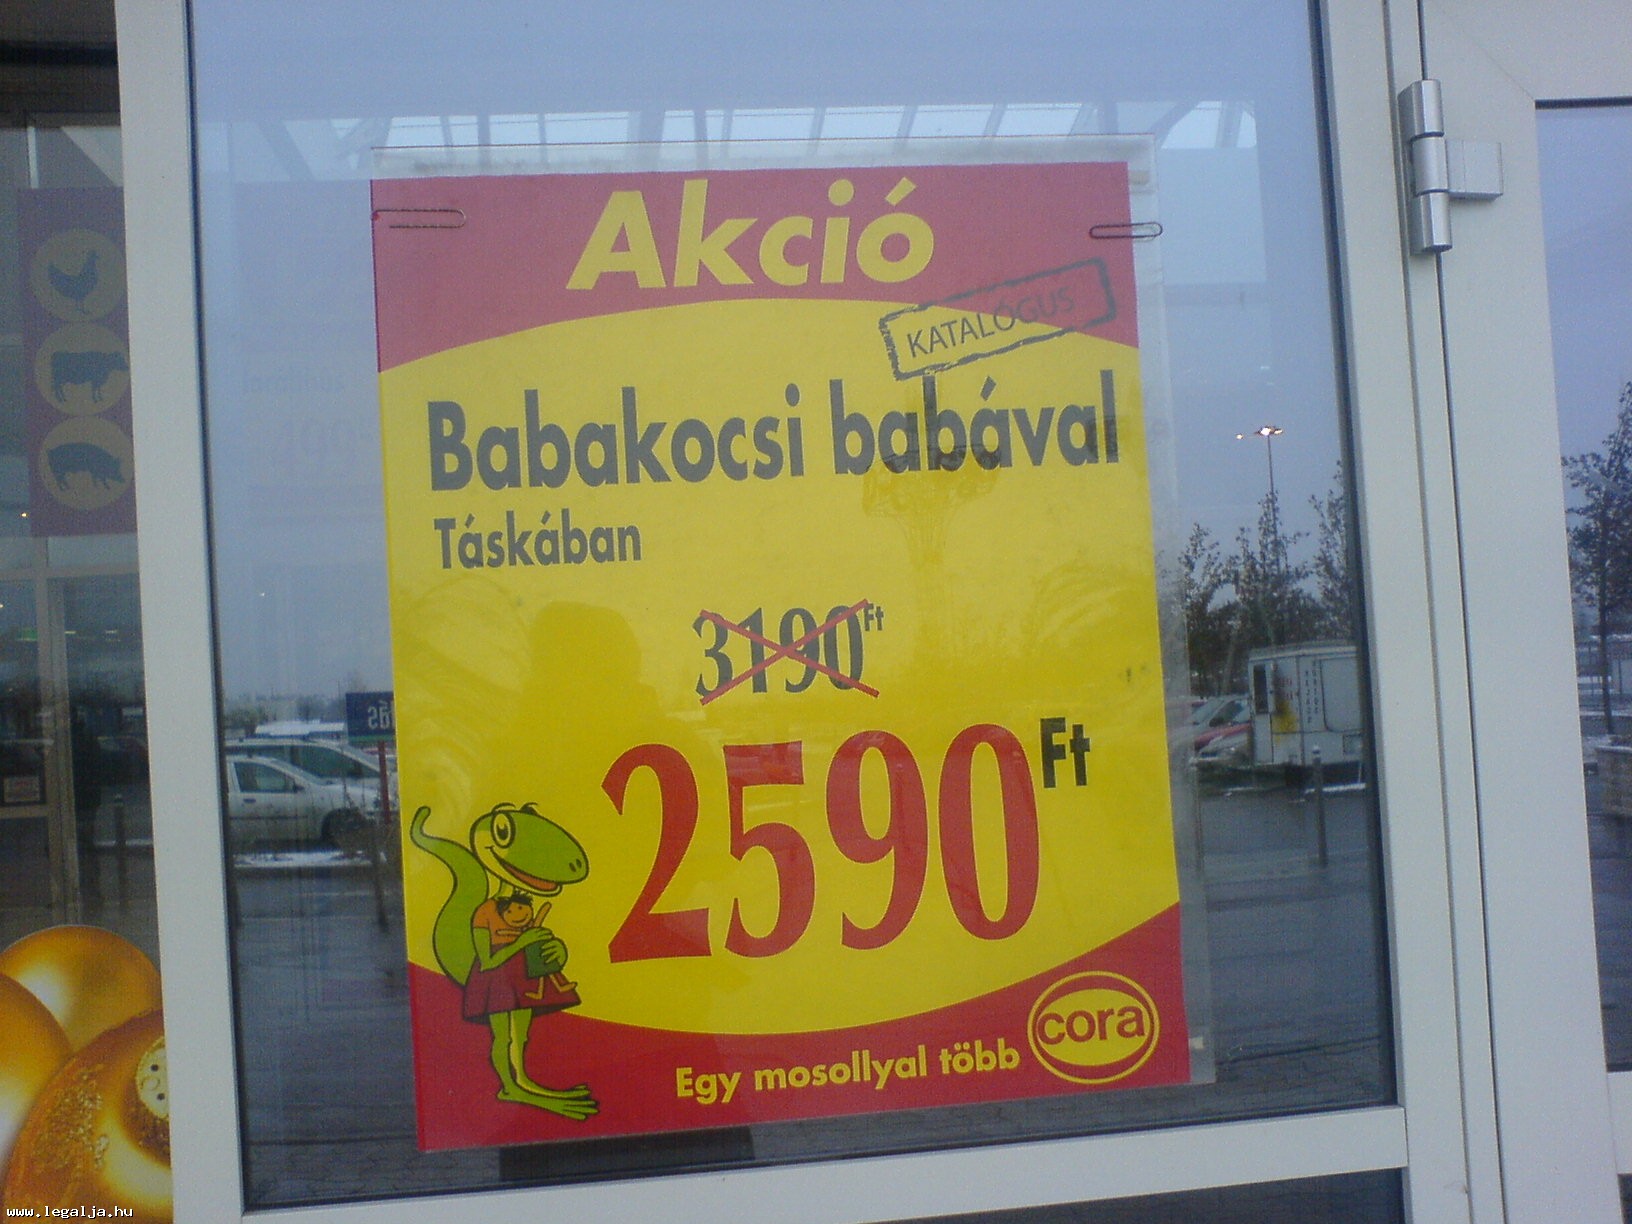 Akció
KATALÓGUS
Babakocsi babával
Táskában
3190 Ft
2590 Ft
cora
Egy mosollyal több
www.legalja.hu